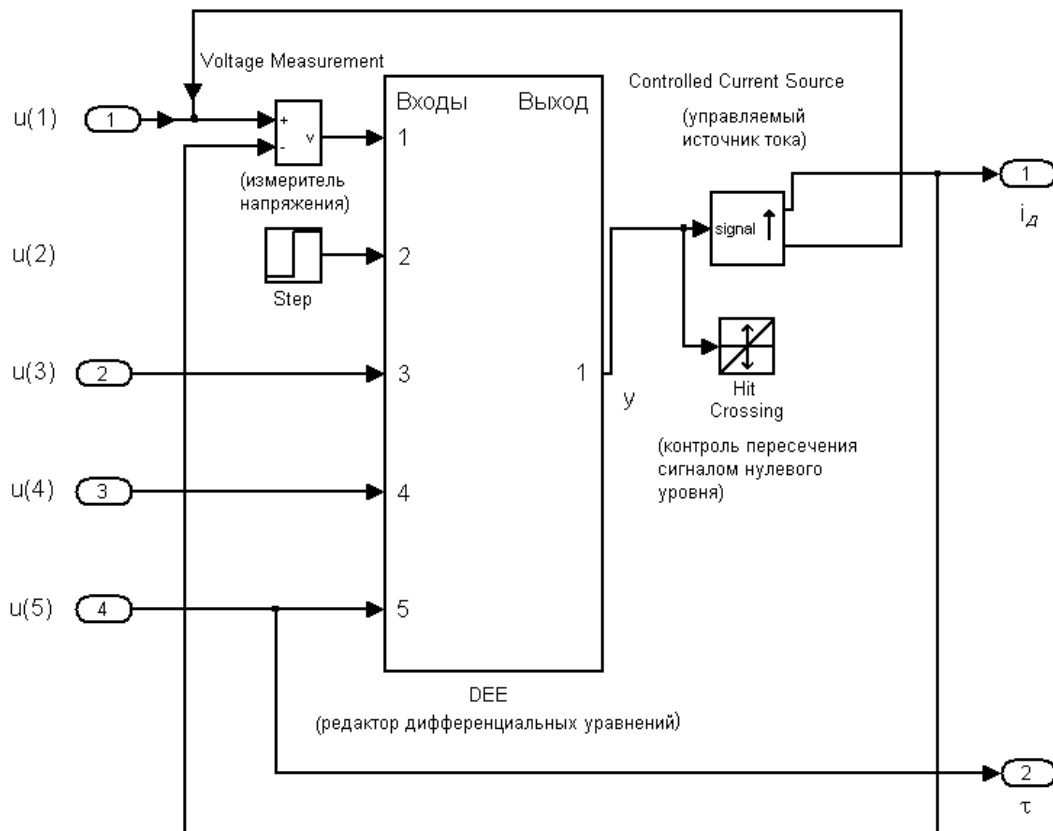 Voltage Measurement
u(1)
1
+
-
v
(измеритель
напряжения)
Входы
Выход
1
Controlled Current Source
(управляемый
источник тока)
signal
1
iд
u(2)
Step
2
u(3)
2
3
1
y
Hit
Crossing
(контроль пересечения
сигналом нулевого
уровня)
u(4)
3
4
u(5)
4
5
DEE
(редактор дифференциальных уравнений)
2
τ